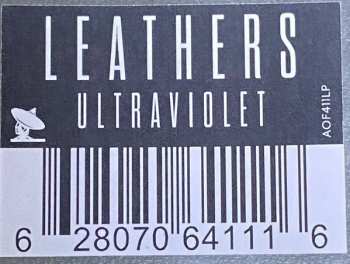 LEATHERS
ULTRAVIOLET
AOF411LP
6 28070 64111 6